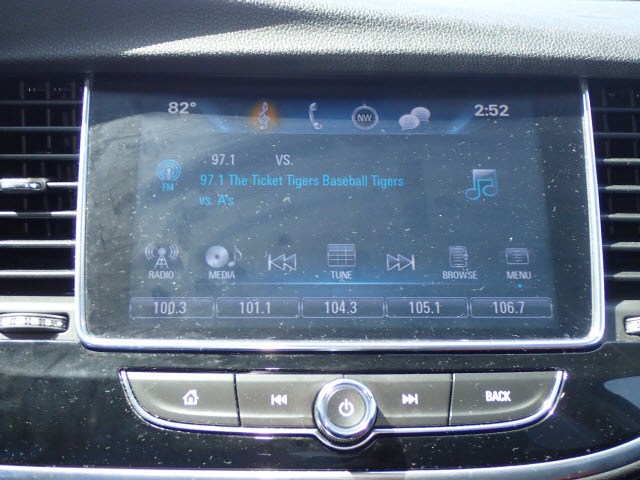 82° NW 2:52
97.1 VS.
FM 97.1 The Ticket Tigers Baseball Tigers
vs. A's
RADIO MEDIA TUNE BROWSE MENU
100.3 101.1 104.3 105.1 106.7
BACK